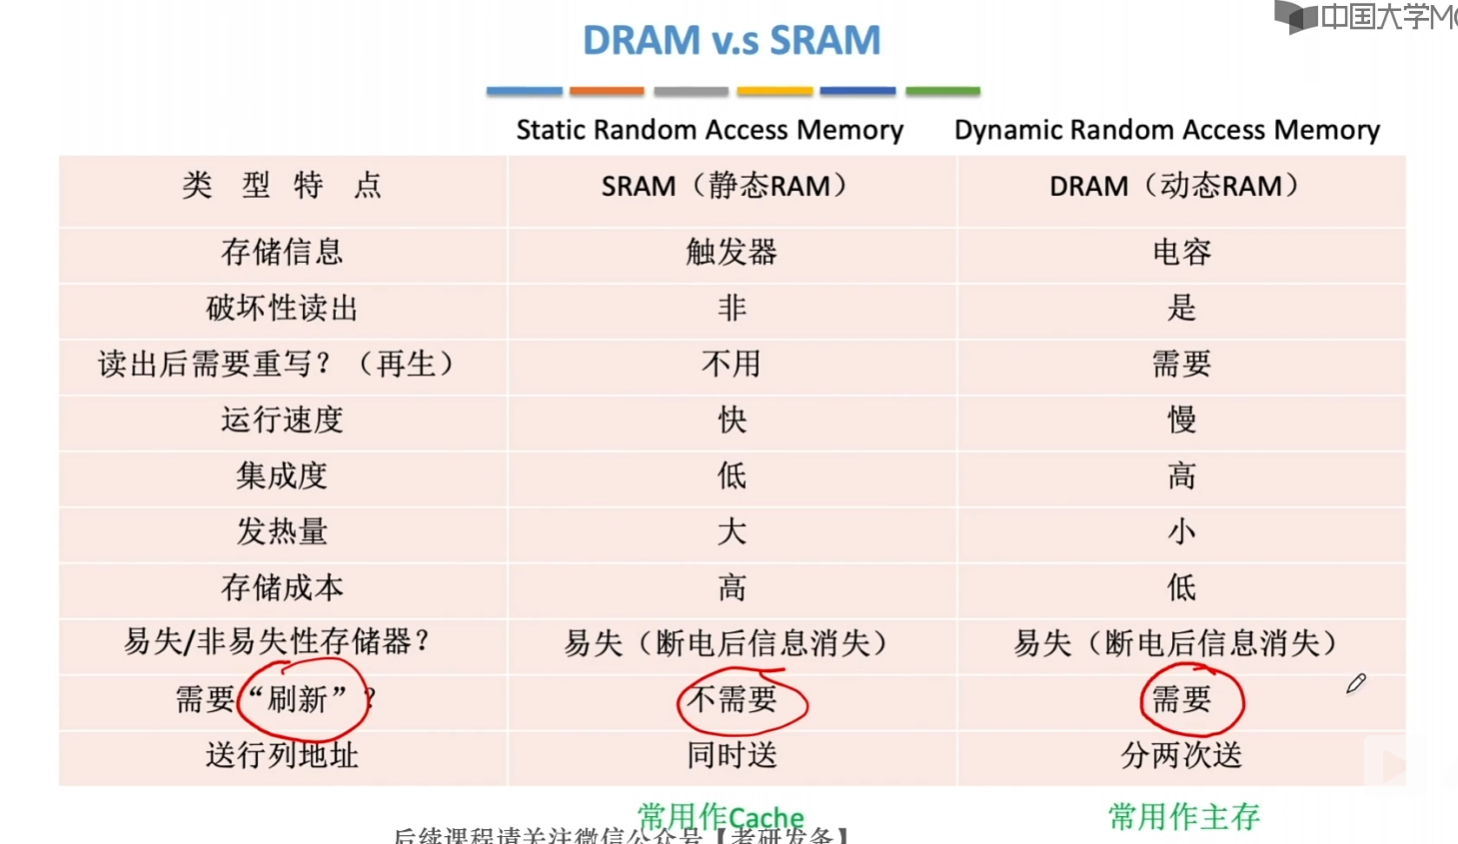 中国大学MO
DRAM v.s SRAM
Static Random Access Memory Dynamic Random Access Memory
类 型 特 点 SRAM（静态RAM） DRAM（动态RAM）
存储信息 触发器 电容
破坏性读出 非 是
读出后需要重写？（再生） 不用 需要
运行速度 快 慢
集成度 低 高
发热量 大 小
存储成本 高 低
易失/非易失性存储器？ 易失（断电后信息消失） 易失（断电后信息消失）
需要“刷新”？ 不需要 需要
送行列地址 同时送 分两次送
常用作Cache 常用作主存
后续课程请关注微信公众号【考研发条】